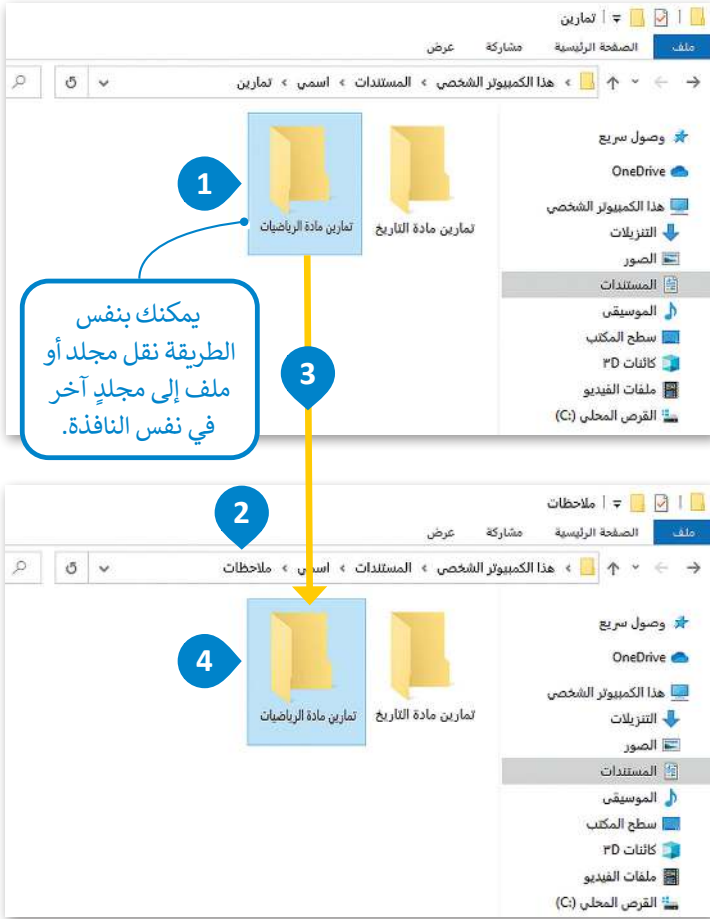 تمارين
ملف الصفحة الرئيسية مشاركة عرض
هذا الكمبيوتر الشخصي › المستندات › اسمي › تمارين
وصول سريع
OneDrive
هذا الكمبيوتر الشخصي
التنزيلات
الصور
المستندات
الموسيقى
سطح المكتب
كائنات ٣D
ملفات الفيديو
القرص المحلي (C:)
تمارين مادة التاريخ
تمارين مادة الرياضيات
1
يمكنك بنفس
الطريقة نقل مجلد أو
ملف إلى مجلدٍ آخر
في نفس النافذة.
3
2
ملاحظات
ملف الصفحة الرئيسية مشاركة عرض
هذا الكمبيوتر الشخصي › المستندات › اسمي › ملاحظات
وصول سريع
OneDrive
هذا الكمبيوتر الشخصي
التنزيلات
الصور
المستندات
الموسيقى
سطح المكتب
كائنات ٣D
ملفات الفيديو
القرص المحلي (C:)
تمارين مادة التاريخ
تمارين مادة الرياضيات
4